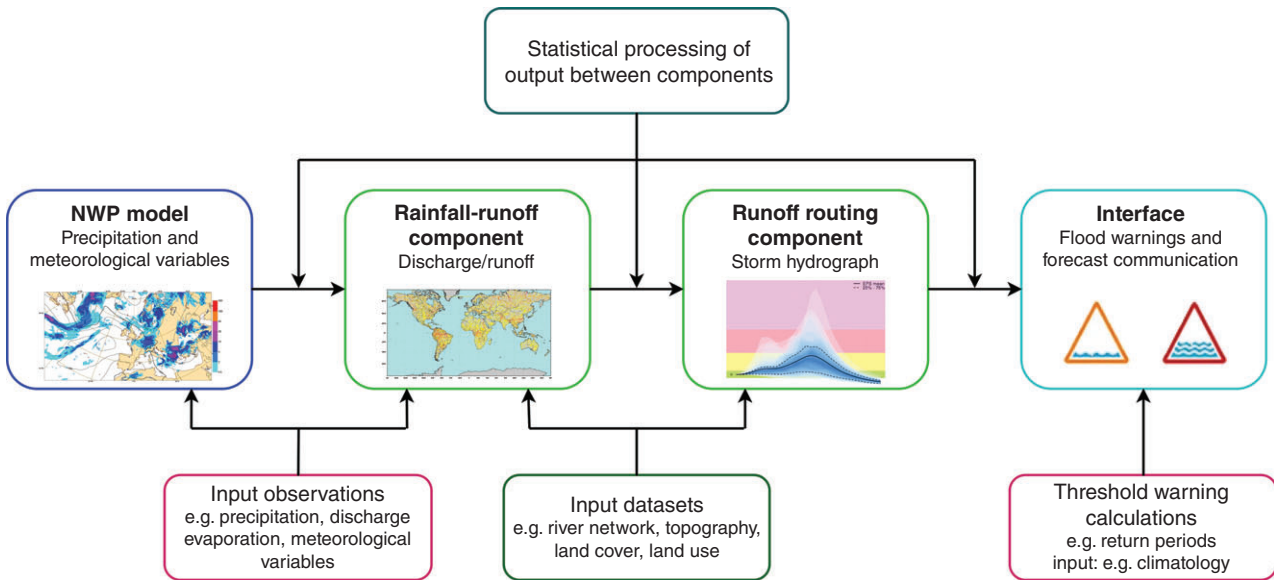 Statistical processing of
output between components
NWP model
Precipitation and
meteorological variables
Rainfall-runoff
component
Discharge/runoff
Runoff routing
component
Storm hydrograph
Interface
Flood warnings and
forecast communication
Input observations
e.g. precipitation, discharge
evaporation, meteorological
variables
Input datasets
e.g. river network, topography,
land cover, land use
Threshold warning
calculations
e.g. return periods
input: e.g. climatology